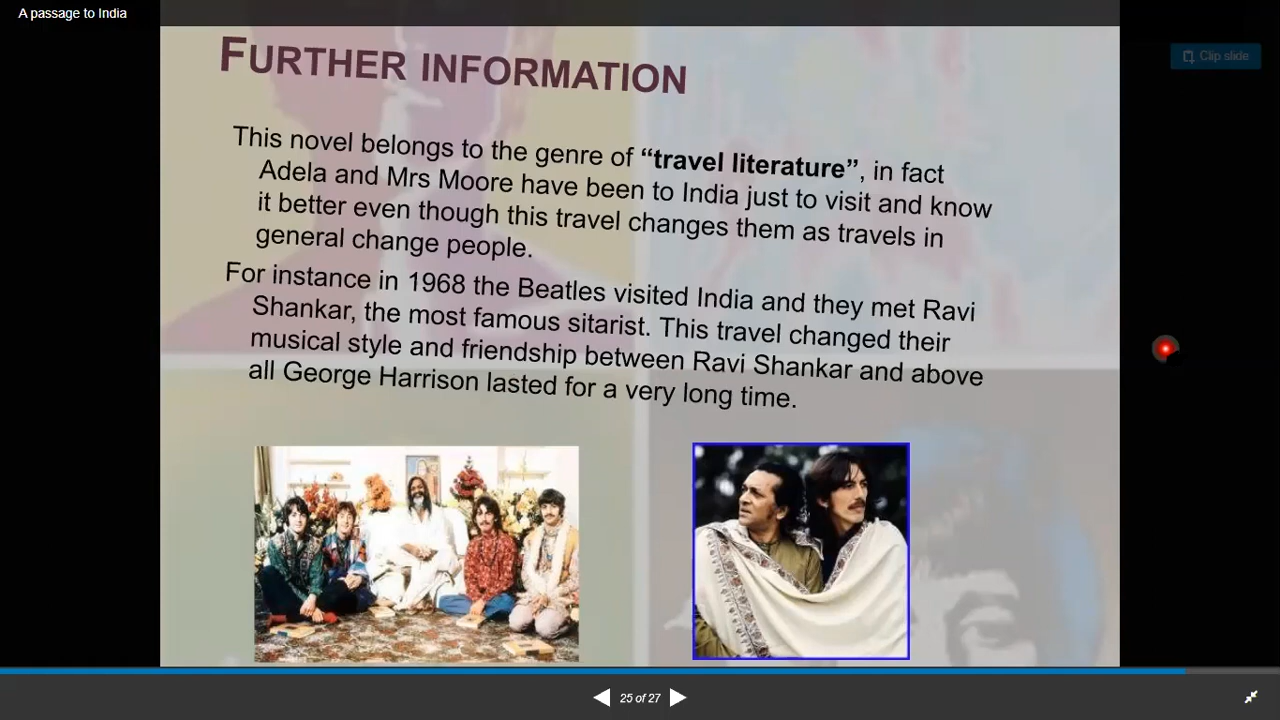 A passage to India
Clip slide
FURTHER INFORMATION
This novel belongs to the genre of “travel literature”, in fact
Adela and Mrs Moore have been to India just to visit and know
it better even though this travel changes them as travels in
general change people.
For instance in 1968 the Beatles visited India and they met Ravi
Shankar, the most famous sitarist. This travel changed their
musical style and friendship between Ravi Shankar and above
all George Harrison lasted for a very long time.
25 of 27